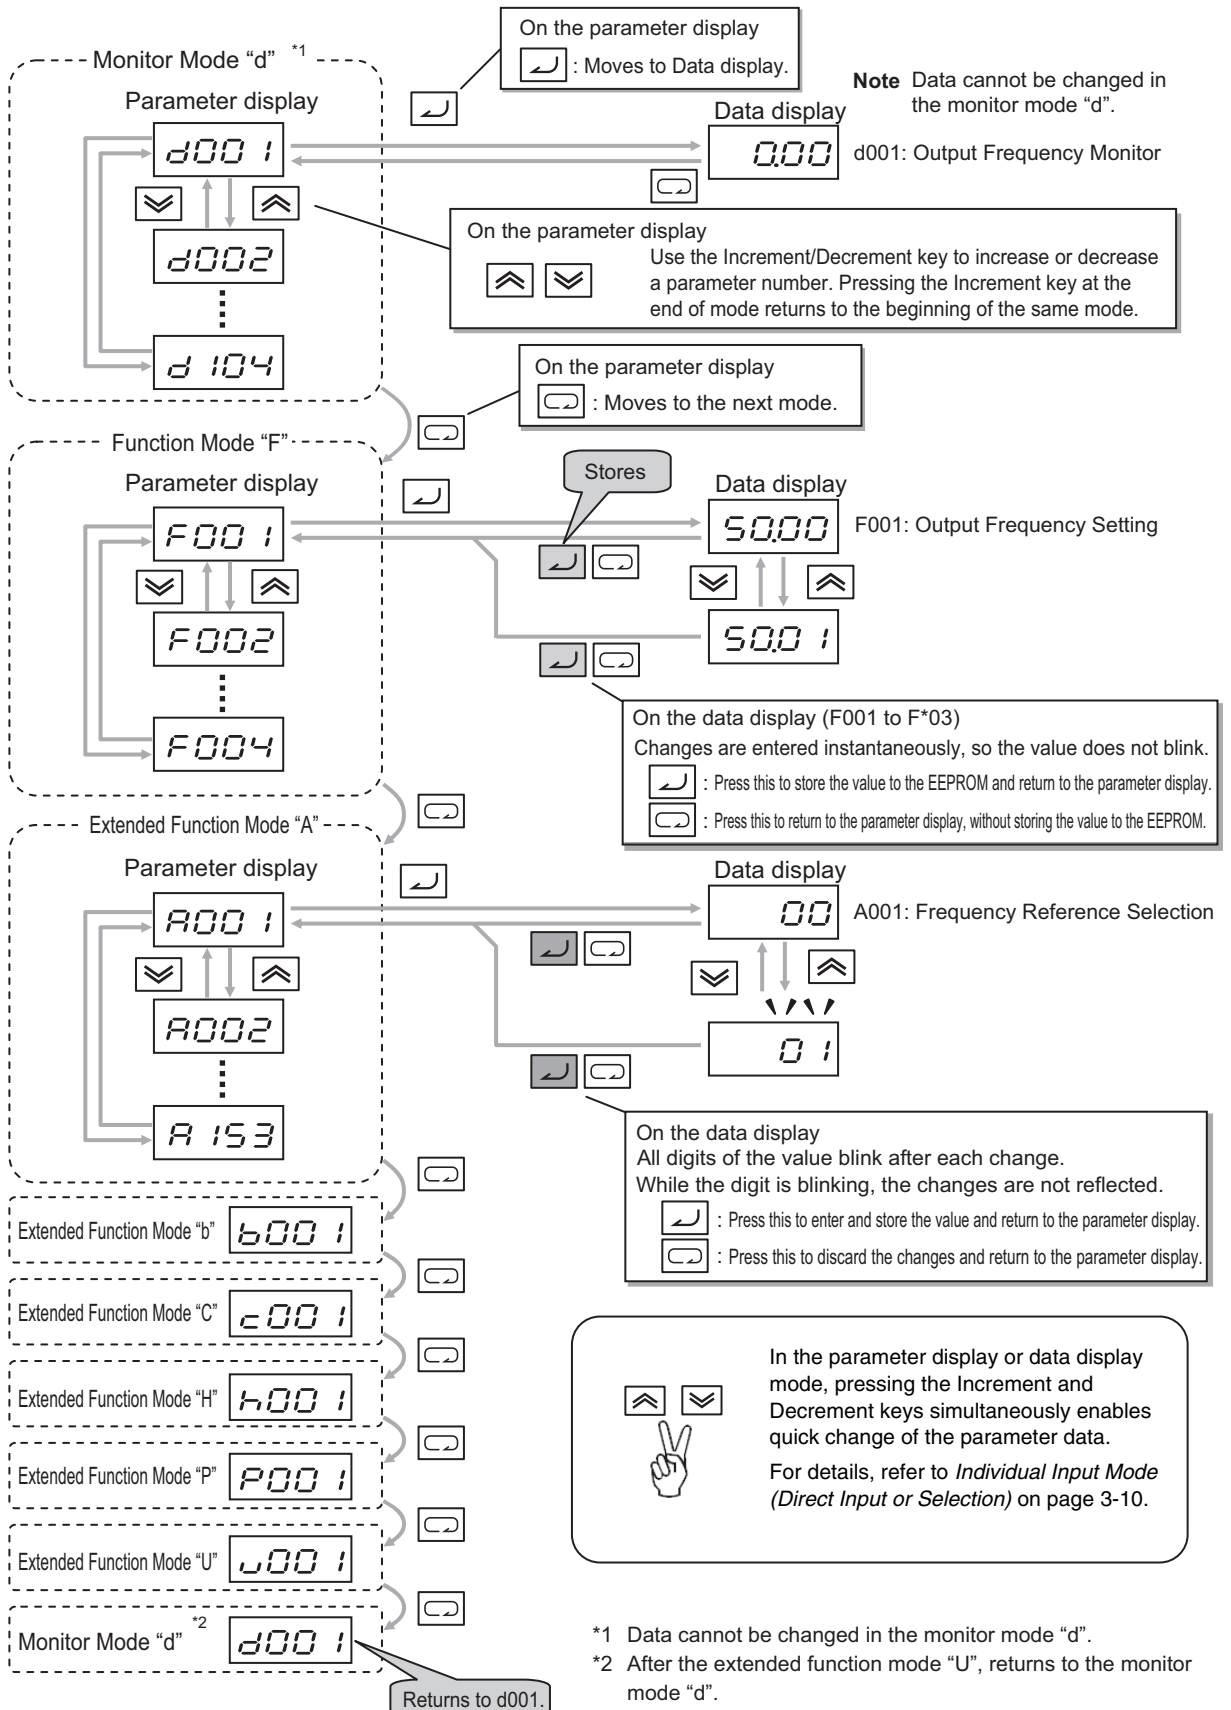 On the parameter display
: Moves to Data display.
Monitor Mode “d” *1
Parameter display
Note Data cannot be changed in
the monitor mode “d”.
Data display
d001
0.00
d001: Output Frequency Monitor
On the parameter display
Use the Increment/Decrement key to increase or decrease
a parameter number. Pressing the Increment key at the
end of mode returns to the beginning of the same mode.
d002
d104
On the parameter display
: Moves to the next mode.
Function Mode “F”
Parameter display
Stores
Data display
F001
50.00
F001: Output Frequency Setting
F002
50.01
F004
On the data display (F001 to F*03)
Changes are entered instantaneously, so the value does not blink.
: Press this to store the value to the EEPROM and return to the parameter display.
: Press this to return to the parameter display, without storing the value to the EEPROM.
Extended Function Mode “A”
Parameter display
Data display
A001
00
A001: Frequency Reference Selection
A002
01
A153
On the data display
All digits of the value blink after each change.
While the digit is blinking, the changes are not reflected.
: Press this to enter and store the value and return to the parameter display.
: Press this to discard the changes and return to the parameter display.
Extended Function Mode “b” b001
Extended Function Mode “C” c001
Extended Function Mode “H” h001
Extended Function Mode “P” P001
Extended Function Mode “U” u001
Monitor Mode “d” *2 d001
Returns to d001.
In the parameter display or data display
mode, pressing the Increment and
Decrement keys simultaneously enables
quick change of the parameter data.
For details, refer to Individual Input Mode
(Direct Input or Selection) on page 3-10.
*1 Data cannot be changed in the monitor mode “d”.
*2 After the extended function mode “U”, returns to the monitor
mode “d”.